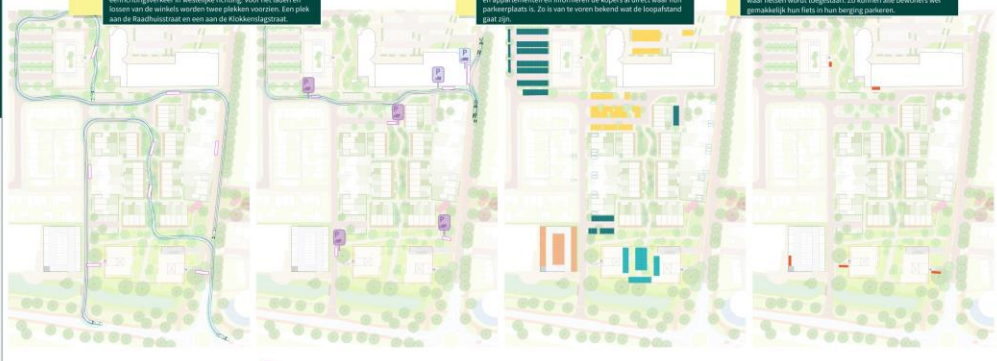 eenrichtingsverkeer in westelijke richting. Voor het laden en
lossen van de winkels worden twee plekken voorzien. Een plek
aan de Raadhuisstraat en een aan de Klokkenslagstraat.
en appartementen en informeren de kopers al direct waar hun
parkeerplaats is. Zo is van te voren bekend wat de loopafstand
gaat zijn.
waar fietsen wordt toegestaan. Zo kunnen alle bewoners wel
gemakkelijk hun fiets in hun berging parkeren.
P
P
P
P
P
P